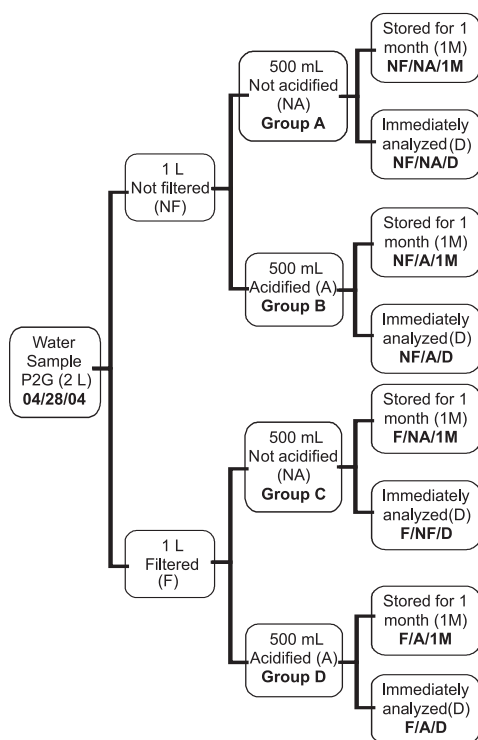 Water
Sample
P2G (2 L)
04/28/04
1 L
Not filtered
(NF)
500 mL
Not acidified
(NA)
Group A
Stored for 1
month (1M)
NF/NA/1M
Immediately
analyzed (D)
NF/NA/D
500 mL
Acidified (A)
Group B
Stored for 1
month (1M)
NF/A/1M
Immediately
analyzed(D)
NF/A/D
1 L
Filtered
(F)
500 mL
Not acidified
(NA)
Group C
Stored for 1
month (1M)
F/NA/1M
Immediately
analyzed(D)
F/NF/D
500 mL
Acidified (A)
Group D
Stored for 1
month (1M)
F/A/1M
Immediately
analyzed(D)
F/A/D